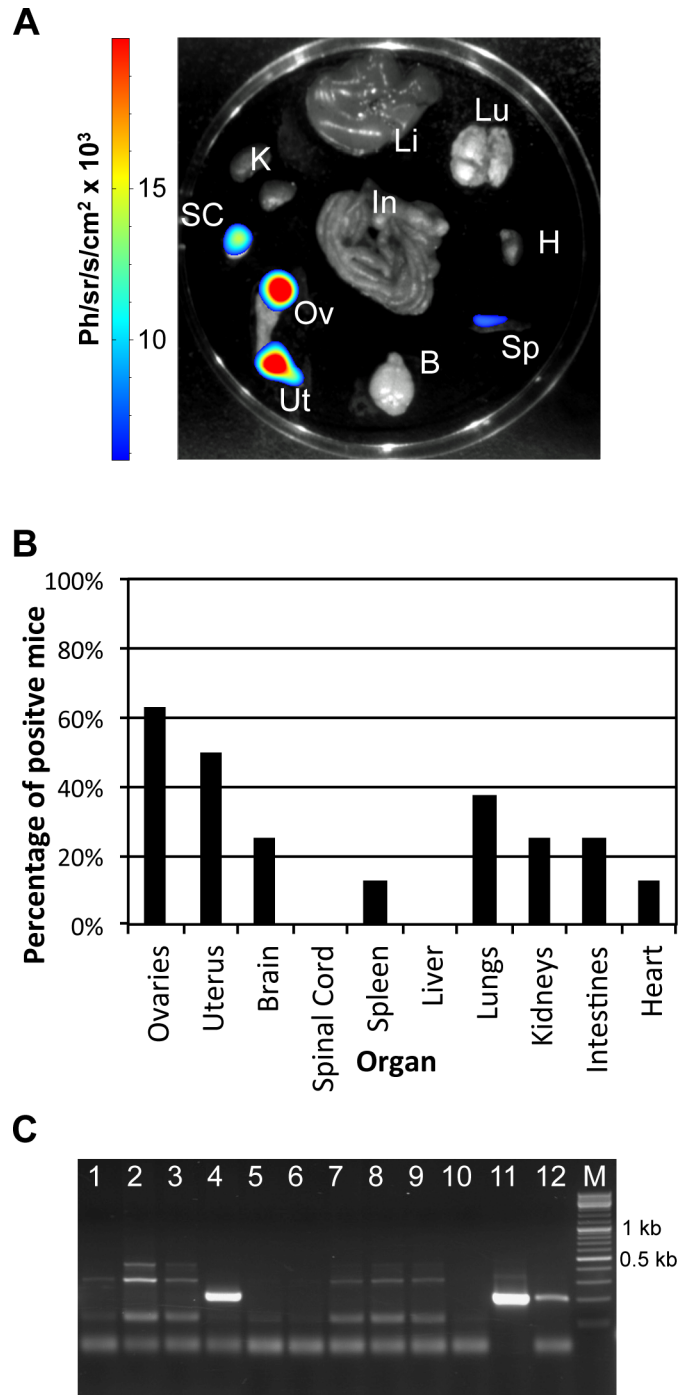 A
Ph/sr/s/cm² x 10³
15
10
Li
Lu
K
In
SC
H
Ov
Sp
B
Ut
B
Percentage of positve mice
100%
80%
60%
40%
20%
0%
Ovaries
Uterus
Brain
Spinal Cord
Spleen
Liver
Lungs
Kidneys
Intestines
Heart
Organ
C
1 2 3 4 5 6 7 8 9 10 11 12 M
1 kb
0.5 kb